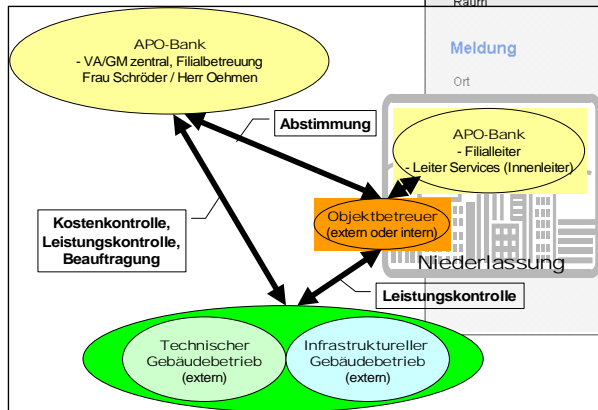 Raum
APO-Bank
- VA/GM zentral, Filialbetreuung
Frau Schröder / Herr Oehmen
Meldung
Ort
Abstimmung
APO-Bank
- Filialleiter
- Leiter Services (Innenleiter)
Kostenkontrolle,
Leistungskontrolle,
Beauftragung
Objektbetreuer
(extern oder intern)
Niederlassung
Leistungskontrolle
Technischer
Gebäudebetrieb
(extern)
Infrastruktureller
Gebäudebetrieb
(extern)